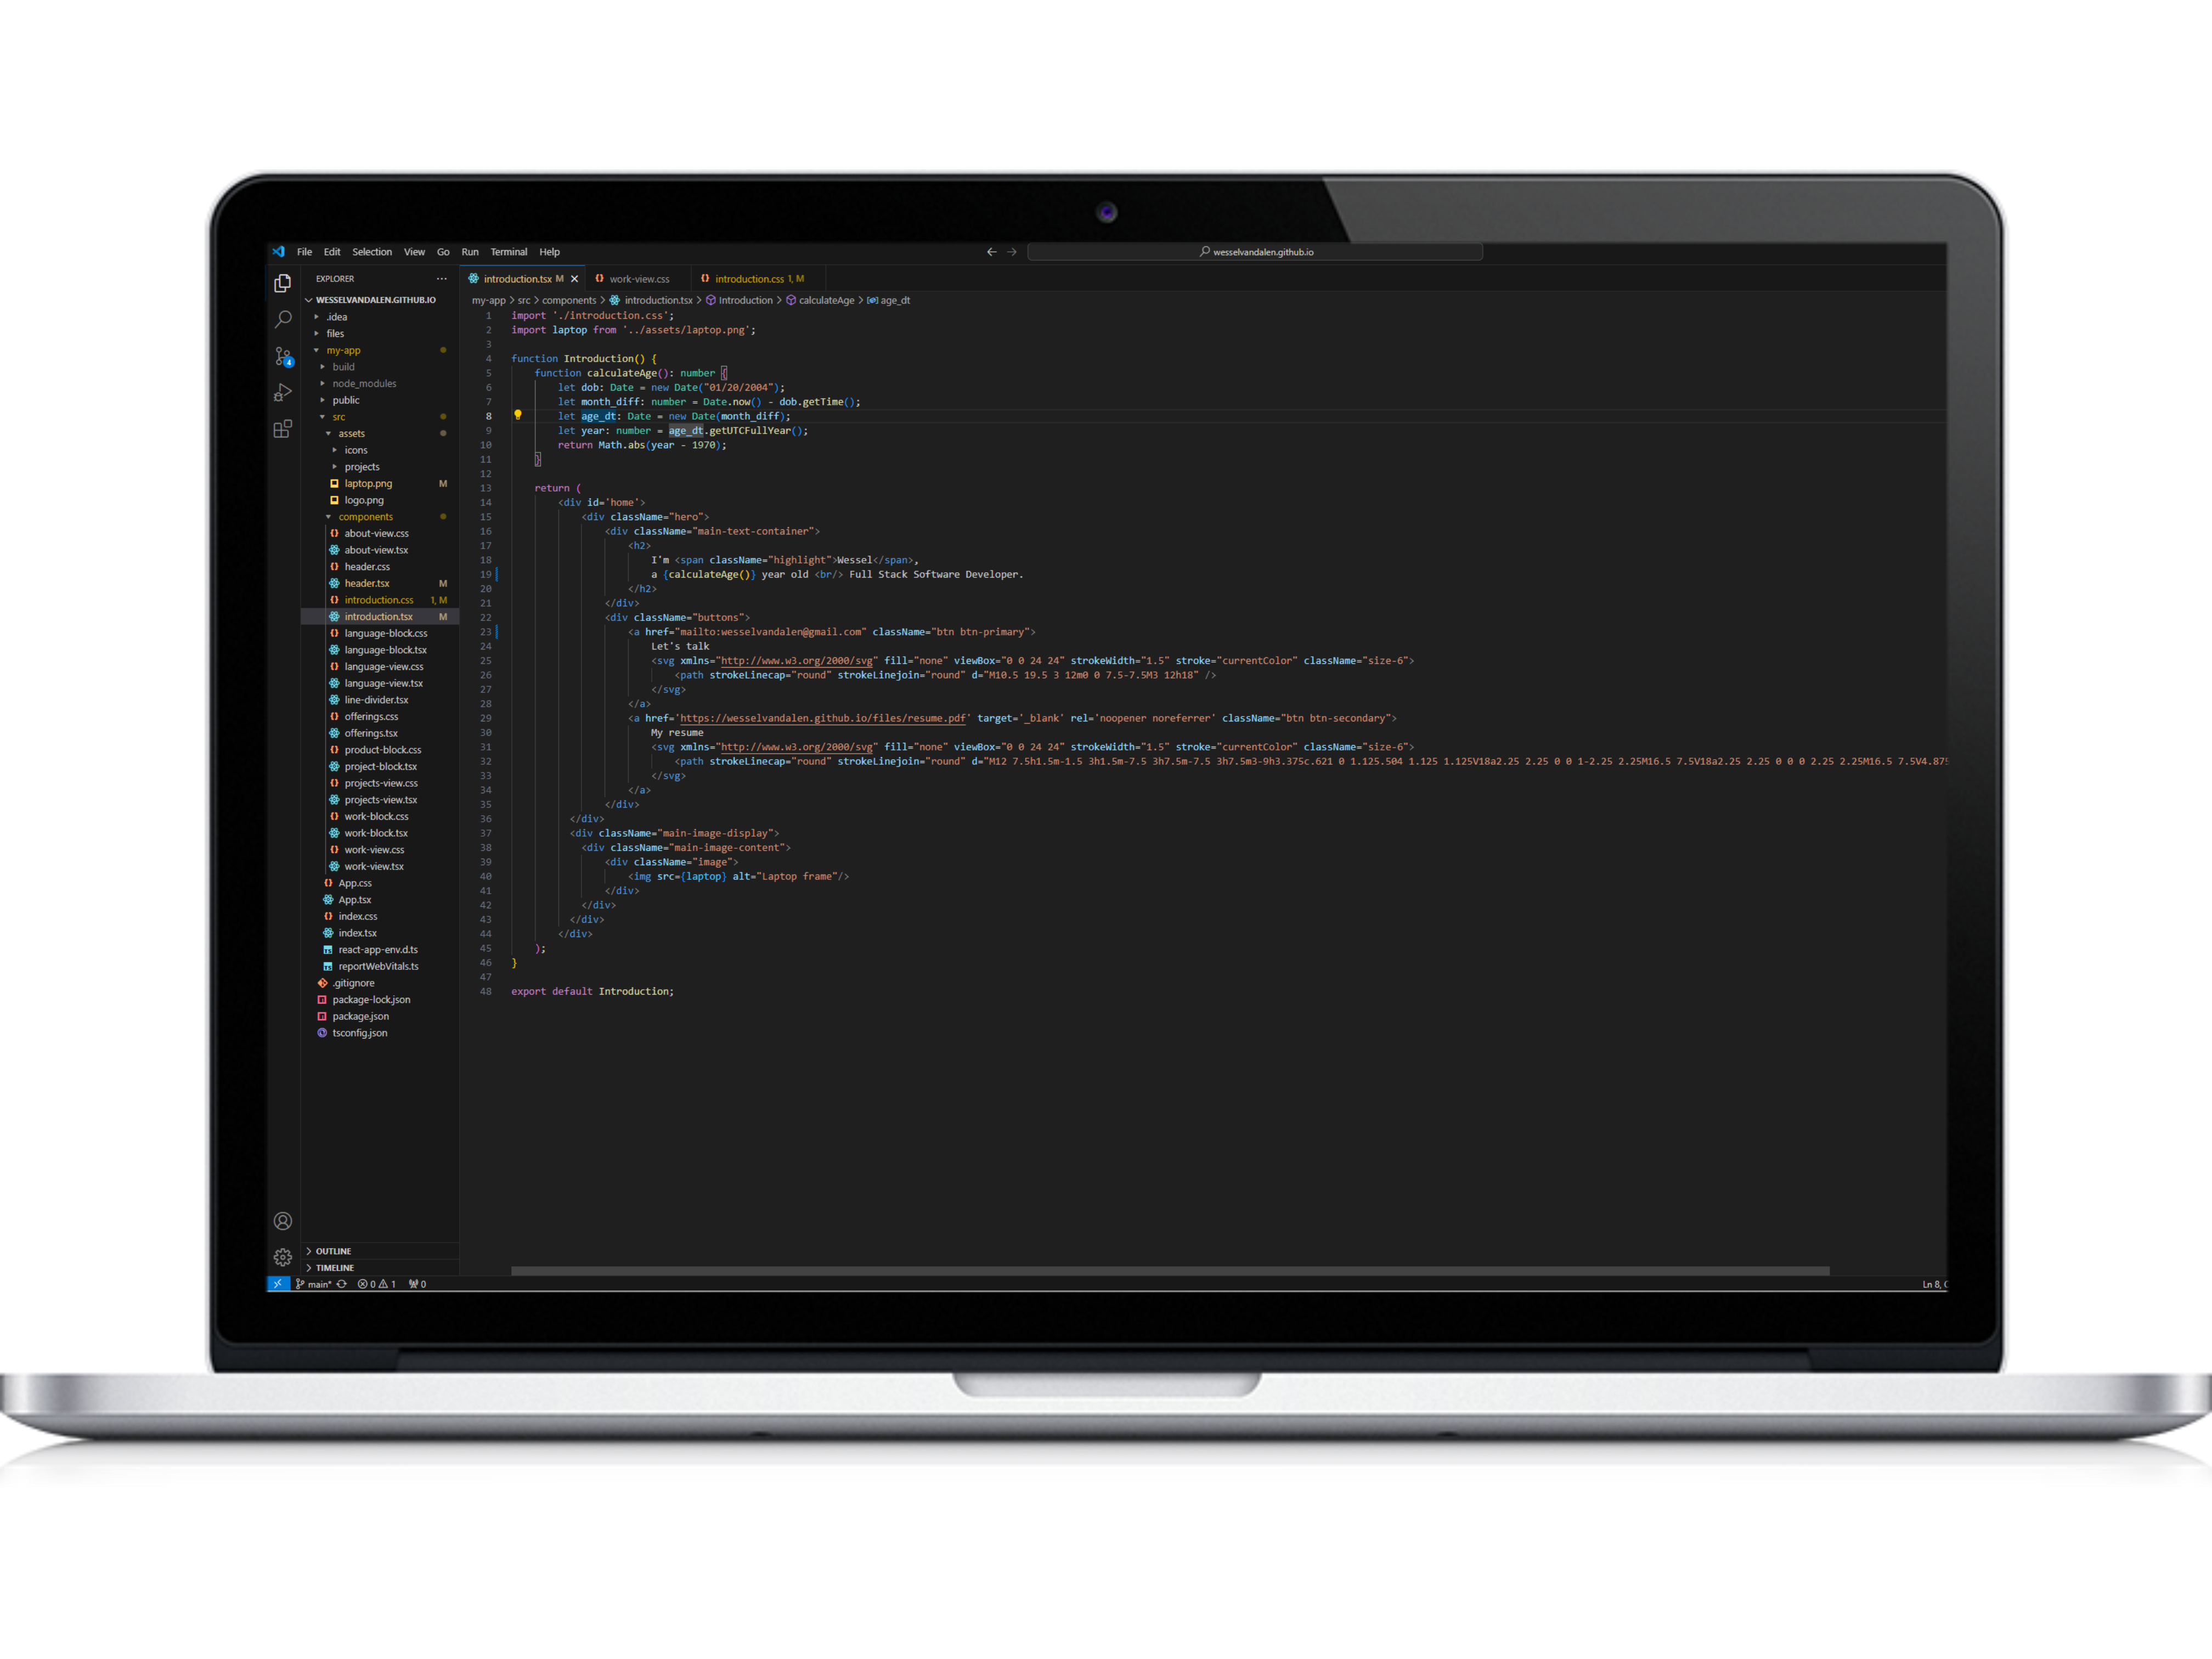 File Edit Selection View Go Run Terminal Help
wesselvandalen.github.io
EXPLORER
WESSELVANDALEN.GITHUB.IO
.idea
files
my-app
build
node_modules
public
src
assets
icons
projects
laptop.png M
logo.png
components
about-view.css
about-view.tsx
header.css
header.tsx M
introduction.css 1, M
introduction.tsx M
language-block.css
language-block.tsx
language-view.css
language-view.tsx
line-divider.tsx
offerings.css
offerings.tsx
product-block.css
project-block.tsx
projects-view.css
projects-view.tsx
work-block.css
work-block.tsx
work-view.css
work-view.tsx
App.css
App.tsx
index.css
index.tsx
react-app-env.d.ts
reportWebVitals.ts
.gitignore
package-lock.json
package.json
tsconfig.json
OUTLINE
TIMELINE
introduction.tsx M work-view.css introduction.css 1, M
my-app > src > components > introduction.tsx > Introduction > calculateAge > age_dt
1 import './introduction.css';
2 import laptop from '../assets/laptop.png';
3
4 function Introduction() {
5 function calculateAge(): number {
6 let dob: Date = new Date("01/20/2004");
7 let month_diff: number = Date.now() - dob.getTime();
8 let age_dt: Date = new Date(month_diff);
9 let year: number = age_dt.getUTCFullYear();
10 return Math.abs(year - 1970);
11 }
12
13 return (
14 <div id='home'>
15 <div className="hero">
16 <div className="main-text-container">
17 <h2>
18 I'm <span className="highlight">Wessel</span>,
19 a {calculateAge()} year old <br/> Full Stack Software Developer.
20 </h2>
21 </div>
22 <div className="buttons">
23 <a href="mailto:wesselvandalen@gmail.com" className="btn btn-primary">
24 Let's talk
25 <svg xmlns="http://www.w3.org/2000/svg" fill="none" viewBox="0 0 24 24" strokeWidth="1.5" stroke="currentColor" className="size-6">
26 <path strokeLinecap="round" strokeLinejoin="round" d="M10.5 19.5 3 12m0 0 7.5-7.5M3 12h18" />
27 </svg>
28 </a>
29 <a href='https://wesselvandalen.github.io/files/resume.pdf' target='_blank' rel='noopener noreferrer' className="btn btn-secondary">
30 My resume
31 <svg xmlns="http://www.w3.org/2000/svg" fill="none" viewBox="0 0 24 24" strokeWidth="1.5" stroke="currentColor" className="size-6">
32 <path strokeLinecap="round" strokeLinejoin="round" d="M12 7.5h1.5m-1.5 3h1.5m-7.5 3h7.5m-7.5 3h7.5m3-9h3.375c.621 0 1.125.504 1.125 1.125V18a2.25 2.25 0 0 1-2.25 2.25M16.5 7.5V18a2.25 2.25 0 0 0 2.25 2.25M16.5 7.5V4.875
33 </svg>
34 </a>
35 </div>
36 </div>
37 <div className="main-image-display">
38 <div className="main-image-content">
39 <div className="image">
40 <img src={laptop} alt="Laptop frame"/>
41 </div>
42 </div>
43 </div>
44 </div>
45 );
46 }
47
48 export default Introduction;
main* 0 1 0
Ln 8,